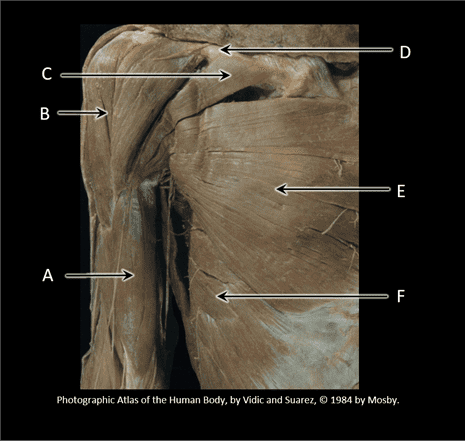 D
C
B
E
A
F
Photographic Atlas of the Human Body, by Vidic and Suarez, © 1984 by Mosby.